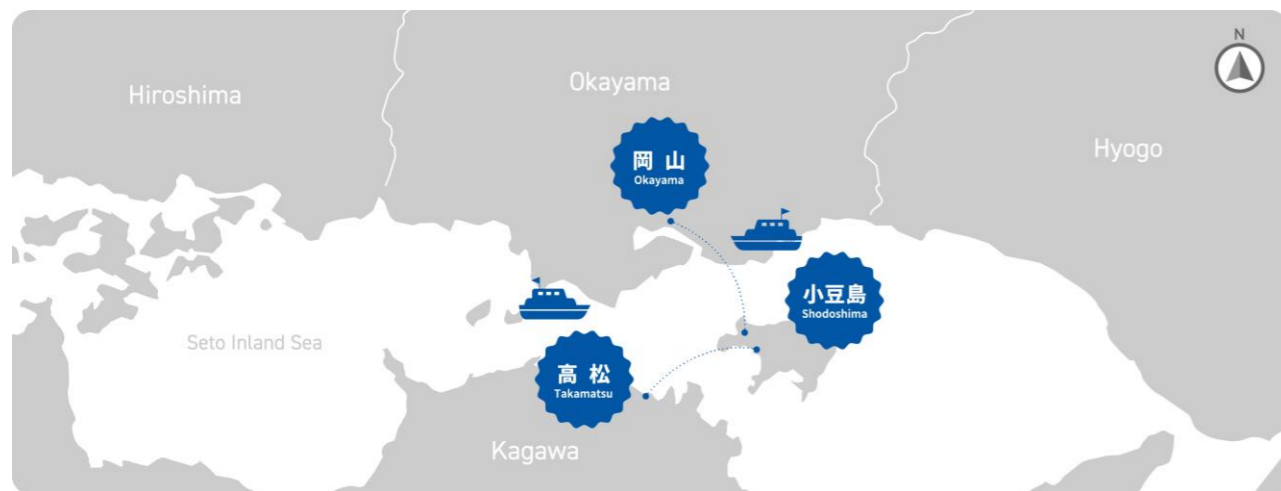 N
Okayama
Hiroshima
Hyogo
岡山
Okayama
小豆島
Shodoshima
Seto Inland Sea
高松
Takamatsu
Kagawa